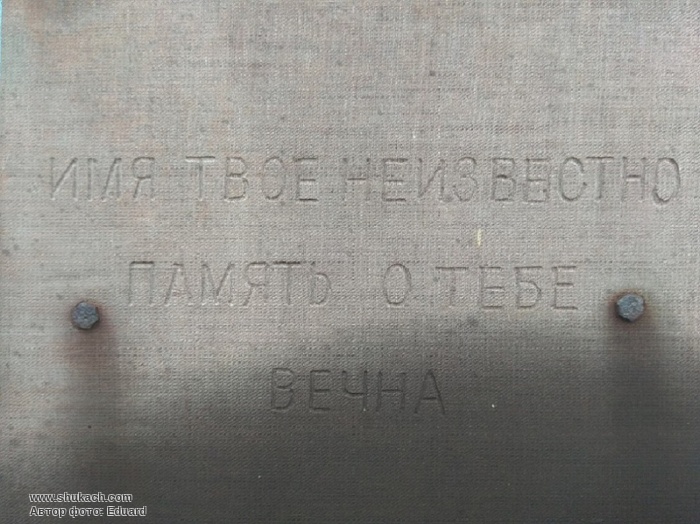 ИМЯ ТВОЕ НЕИЗВЕСТНО
ПАМЯТЬ О ТЕБЕ
ВЕЧНА
www.shukach.com
Автор фото: Eduard